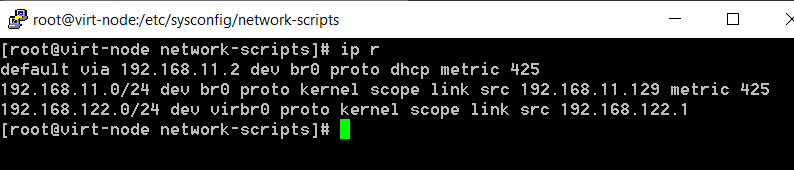 root@virt-node:/etc/sysconfig/network-scripts
[root@virt-node network-scripts]# ip r
default via 192.168.11.2 dev br0 proto dhcp metric 425
192.168.11.0/24 dev br0 proto kernel scope link src 192.168.11.129 metric 425
192.168.122.0/24 dev virbr0 proto kernel scope link src 192.168.122.1
[root@virt-node network-scripts]#